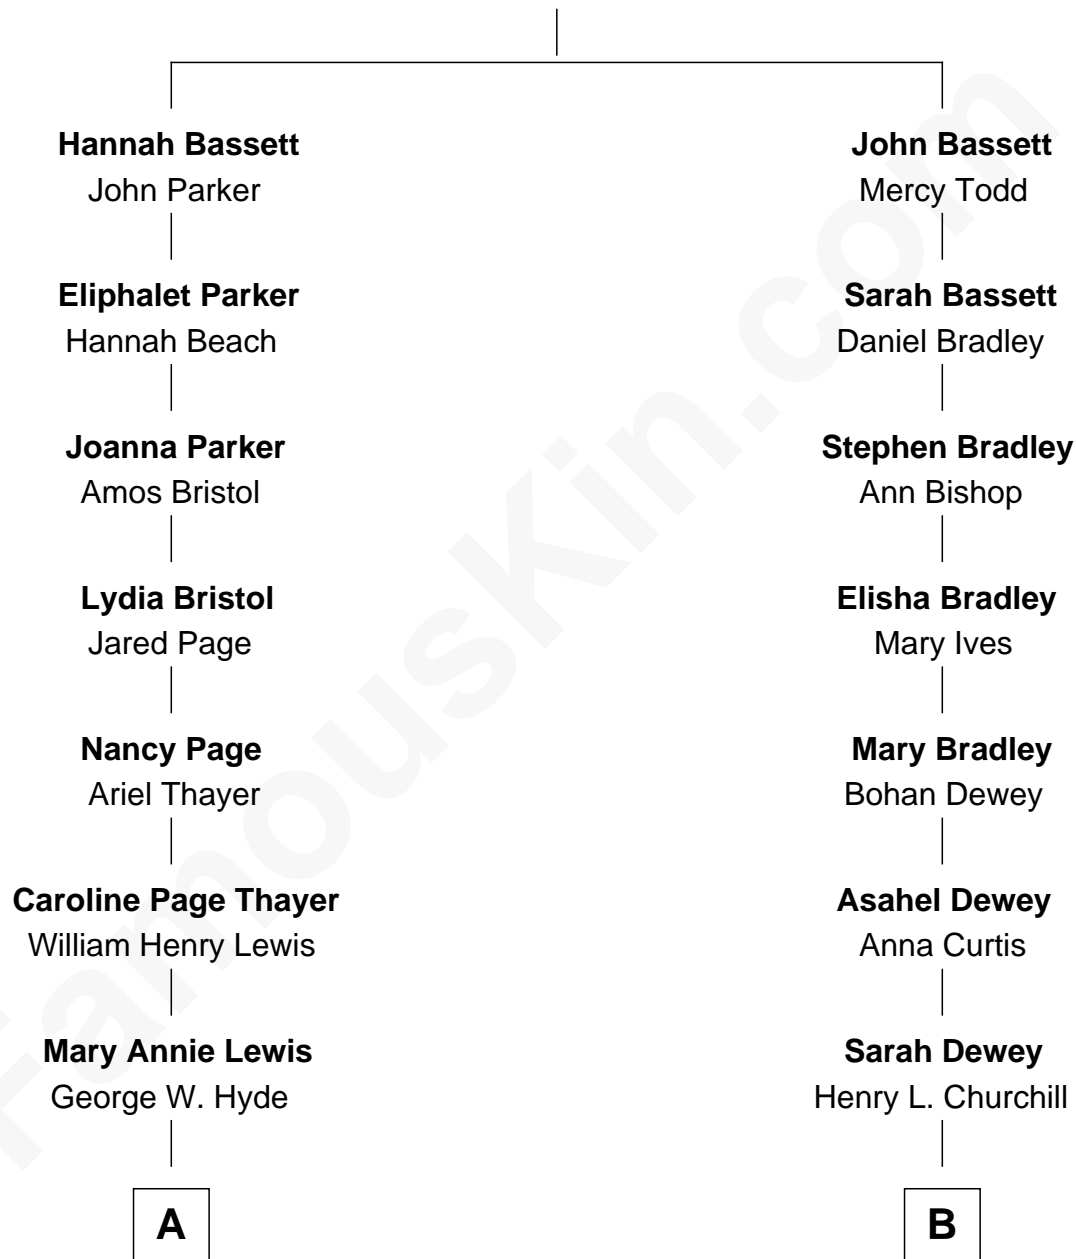 Hannah Bassett
John Parker
Eliphalet Parker
Hannah Beach
Joanna Parker
Amos Bristol
Lydia Bristol
Jared Page
Nancy Page
Ariel Thayer
Caroline Page Thayer
William Henry Lewis
Mary Annie Lewis
George W. Hyde
A
John Bassett
Mercy Todd
Sarah Bassett
Daniel Bradley
Stephen Bradley
Ann Bishop
Elisha Bradley
Mary Ives
Mary Bradley
Bohan Dewey
Asahel Dewey
Anna Curtis
Sarah Dewey
Henry L. Churchill
B
FamousKin.com